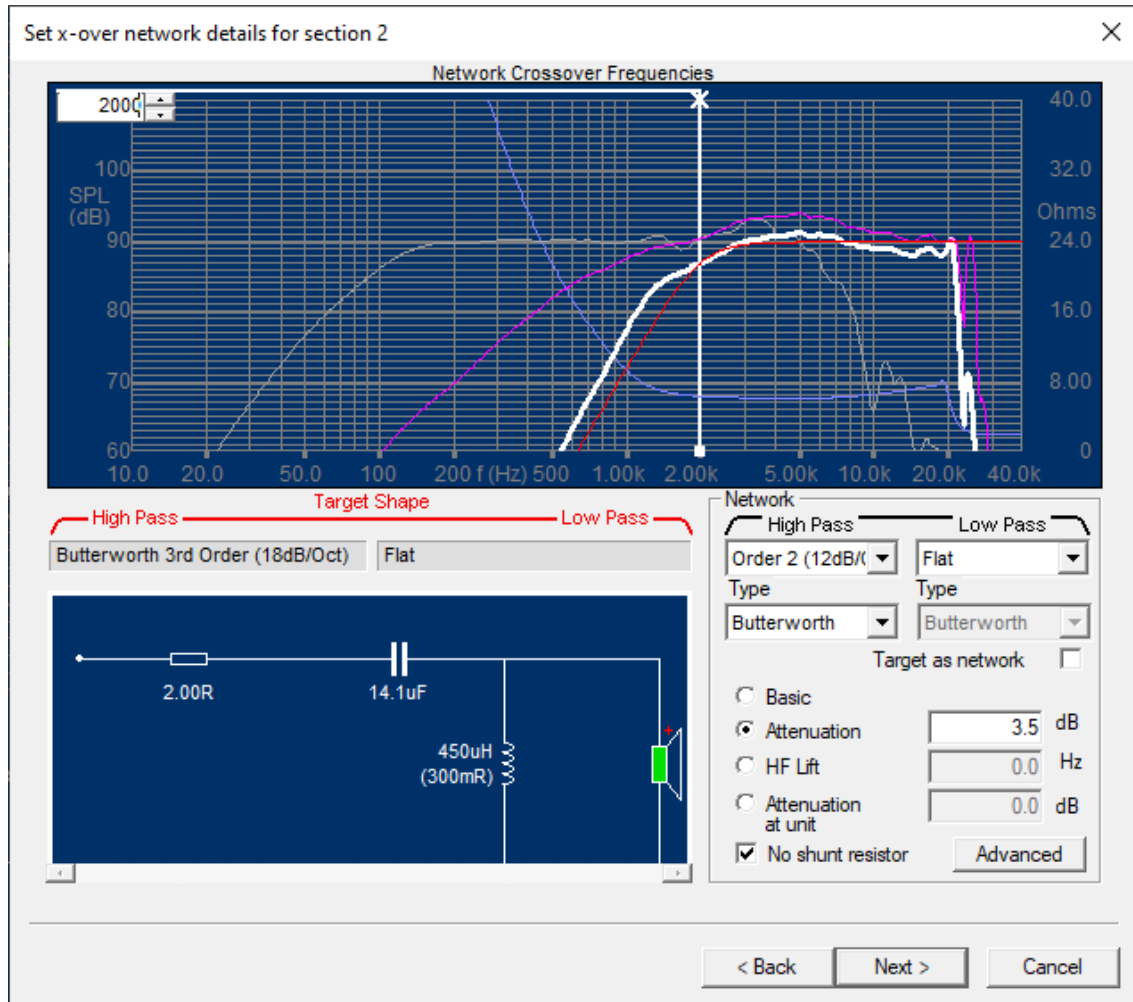 Set x-over network details for section 2
Network Crossover Frequencies
2000
40.0
100
32.0
SPL
(dB)
Ohms
90
24.0
80
16.0
70
8.00
60
0
10.0 20.0 50.0 100 200 f (Hz) 500 1.00k 2.00k 5.00k 10.0k 20.0k 40.0k
Target Shape
High Pass Low Pass
Butterworth 3rd Order (18dB/Oct) Flat
2.00R
14.1uF
450uH
(300mR)
Network
High Pass Low Pass
Order 2 (12dB/( Flat
Type Type
Butterworth Butterworth
Target as network
Basic
Attenuation 3.5 dB
HF Lift 0.0 Hz
Attenuation
at unit 0.0 dB
No shunt resistor Advanced
< Back Next > Cancel